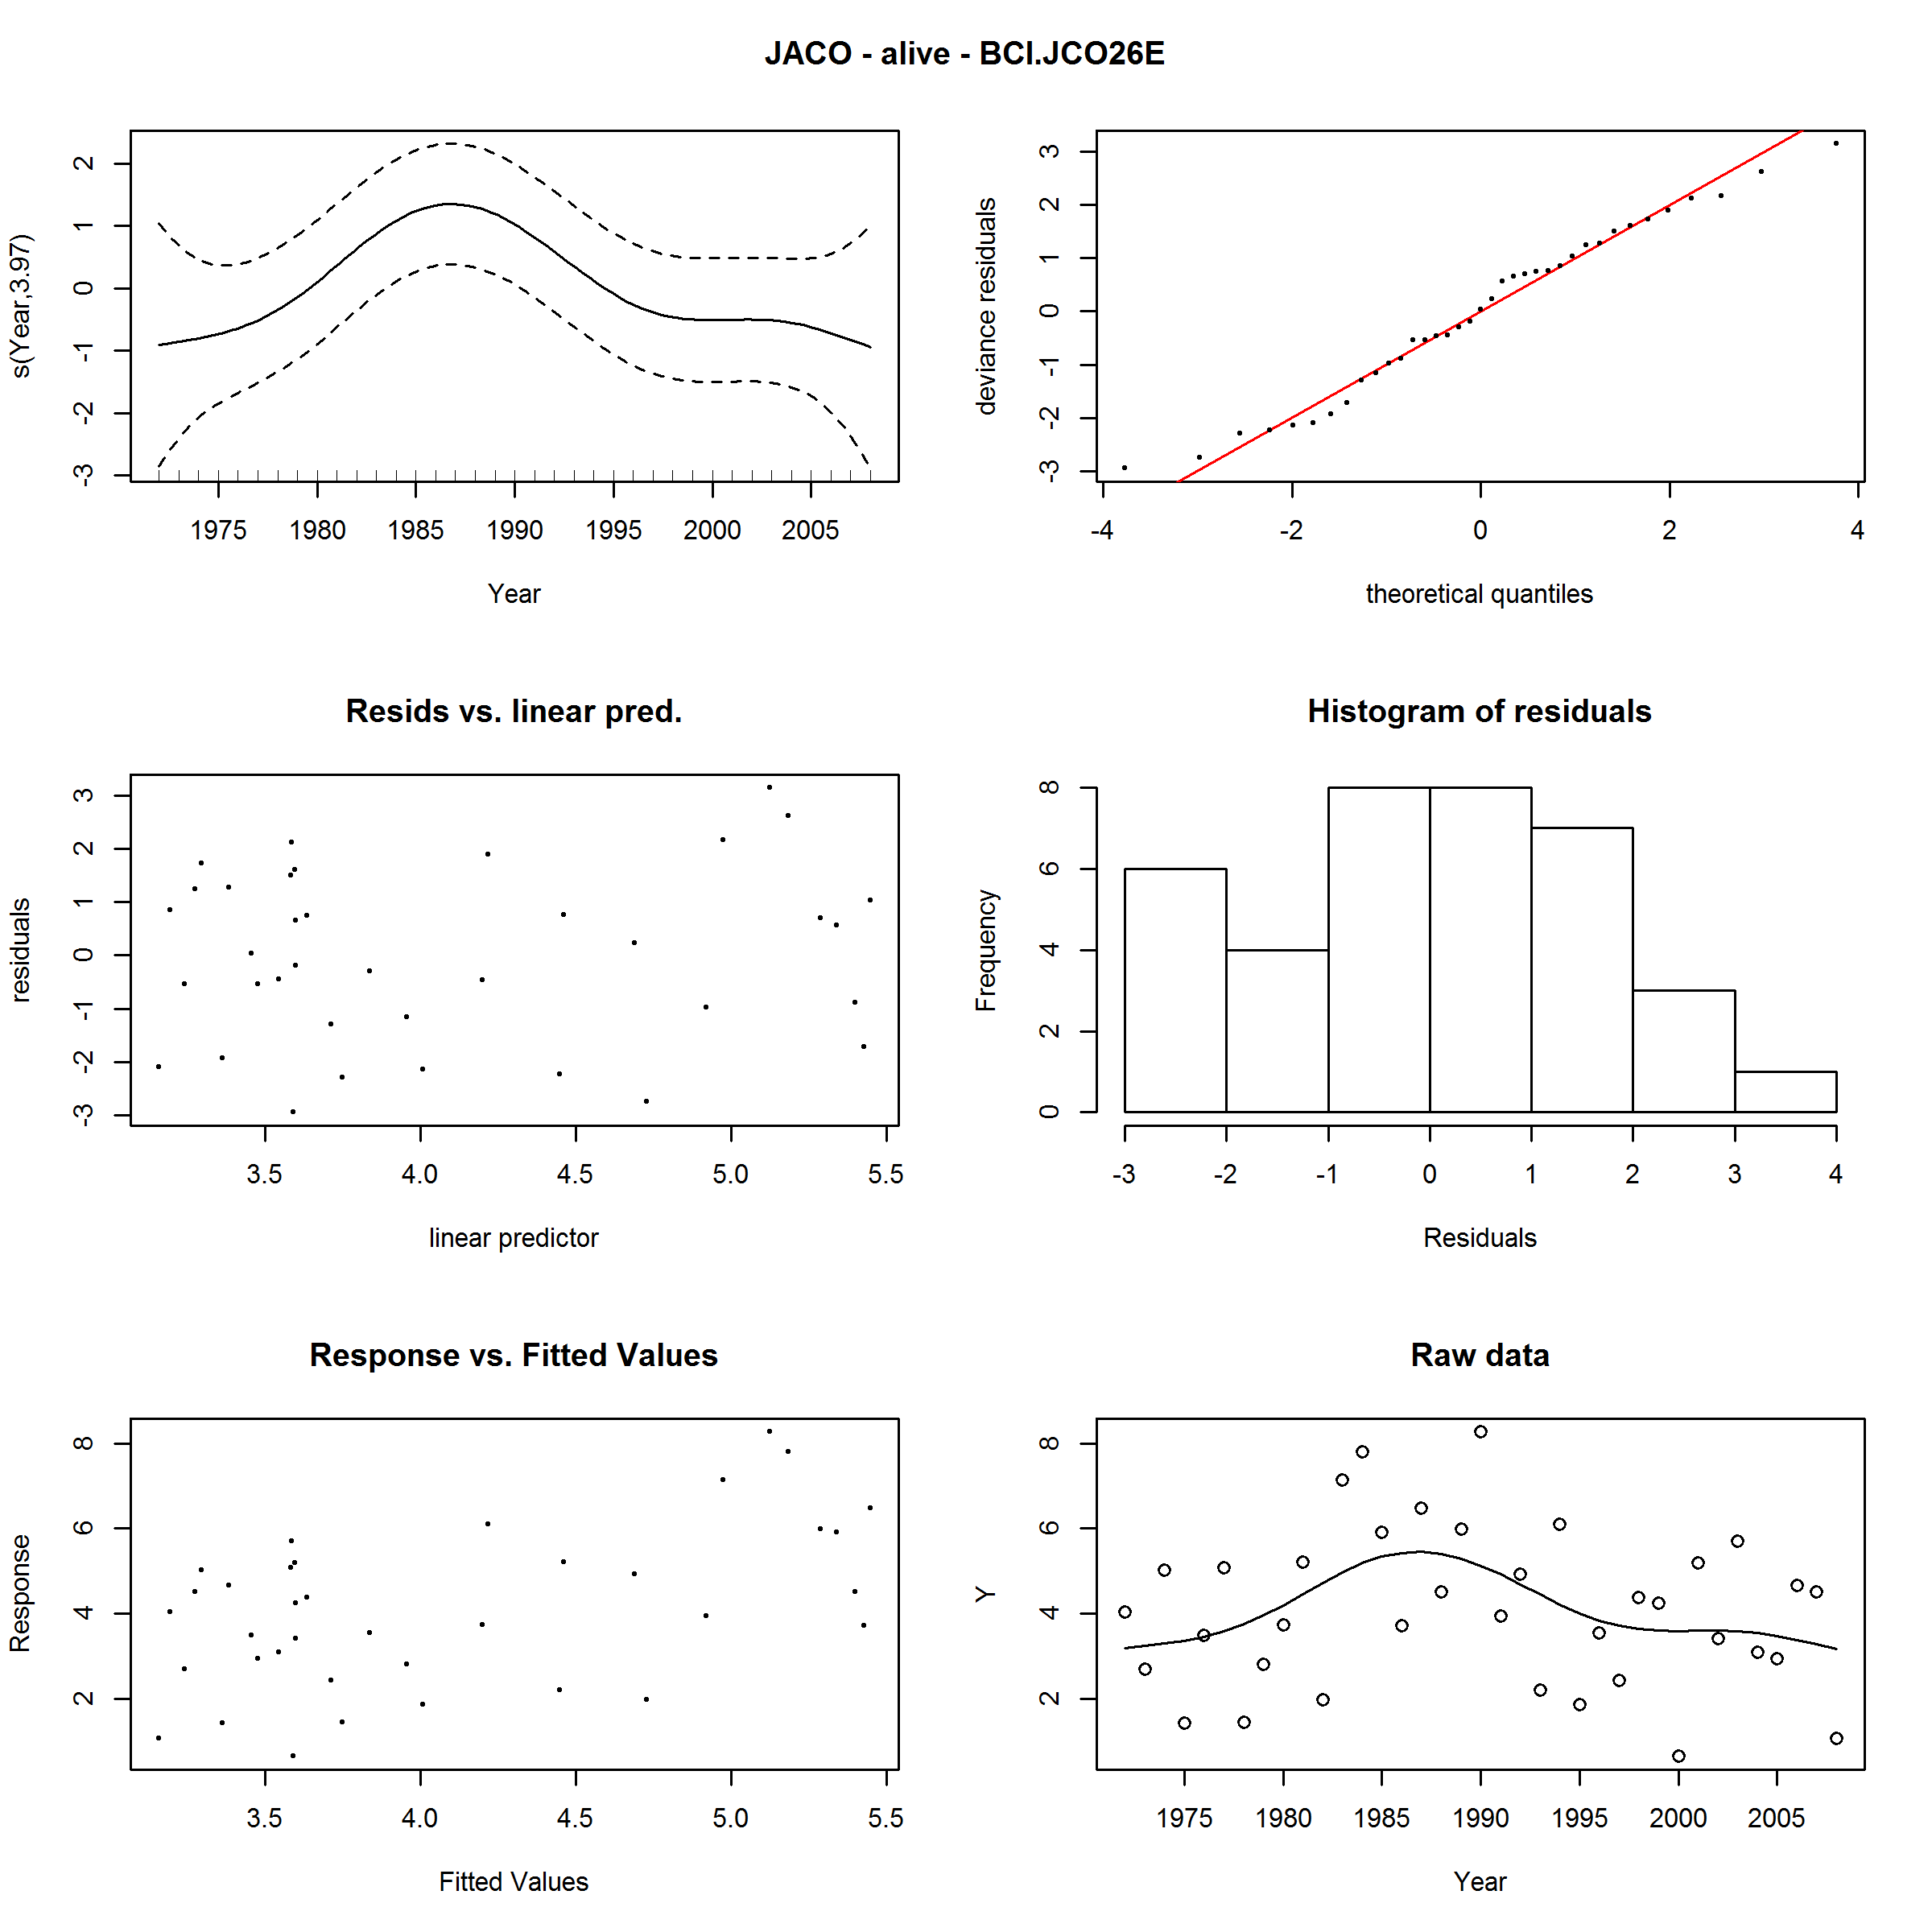 JACO - alive - BCI.JCO26E
s(Year,3.97)
2
1
0
-1
-2
-3
1975 1980 1985 1990 1995 2000 2005
Year
deviance residuals
3
2
1
0
-1
-2
-3
-4 -2 0 2 4
theoretical quantiles
Resids vs. linear pred.
residuals
3
2
1
0
-1
-2
-3
3.5 4.0 4.5 5.0 5.5
linear predictor
Histogram of residuals
Frequency
8
6
4
2
0
-3 -2 -1 0 1 2 3 4
Residuals
Response vs. Fitted Values
Response
8
6
4
2
3.5 4.0 4.5 5.0 5.5
Fitted Values
Raw data
Y
8
6
4
2
1975 1980 1985 1990 1995 2000 2005
Year